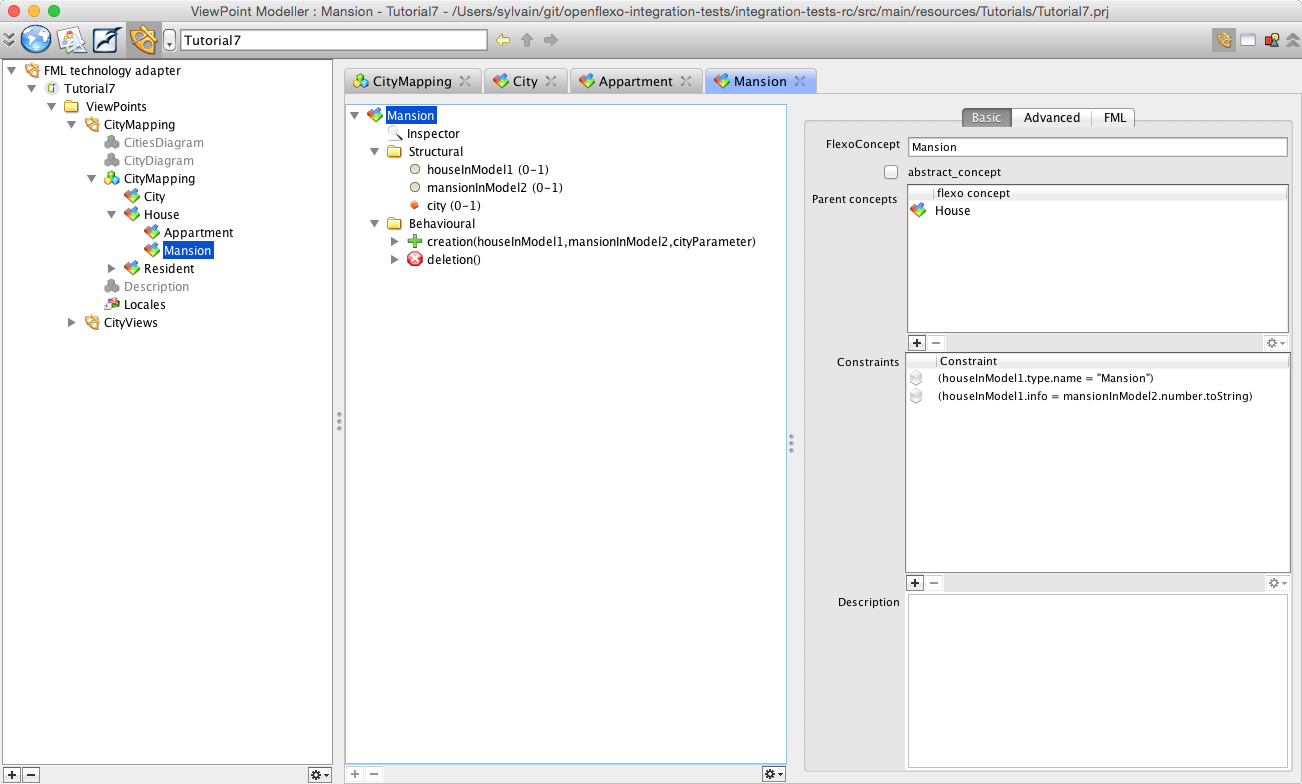 ViewPoint Modeller : Mansion - Tutorial7 - /Users/sylvain/git/openflexo-integration-tests/integration-tests-rc/src/main/resources/Tutorials/Tutorial7.prj
Tutorial7
FML technology adapter
Tutorial7
ViewPoints
CityMapping
CitiesDiagram
CityDiagram
CityMapping
City
House
Appartment
Mansion
Resident
Description
Locales
CityViews
CityMapping City Appartment Mansion
Mansion
Inspector
Structural
houseInModel1 (0-1)
mansionInModel2 (0-1)
city (0-1)
Behavioural
creation(houseInModel1,mansionInModel2,cityParameter)
deletion()
Basic Advanced FML
FlexoConcept Mansion
abstract_concept
Parent concepts
flexo concept
House
Constraints
Constraint
(houseInModel1.type.name = "Mansion")
(houseInModel1.info = mansionInModel2.number.toString)
Description